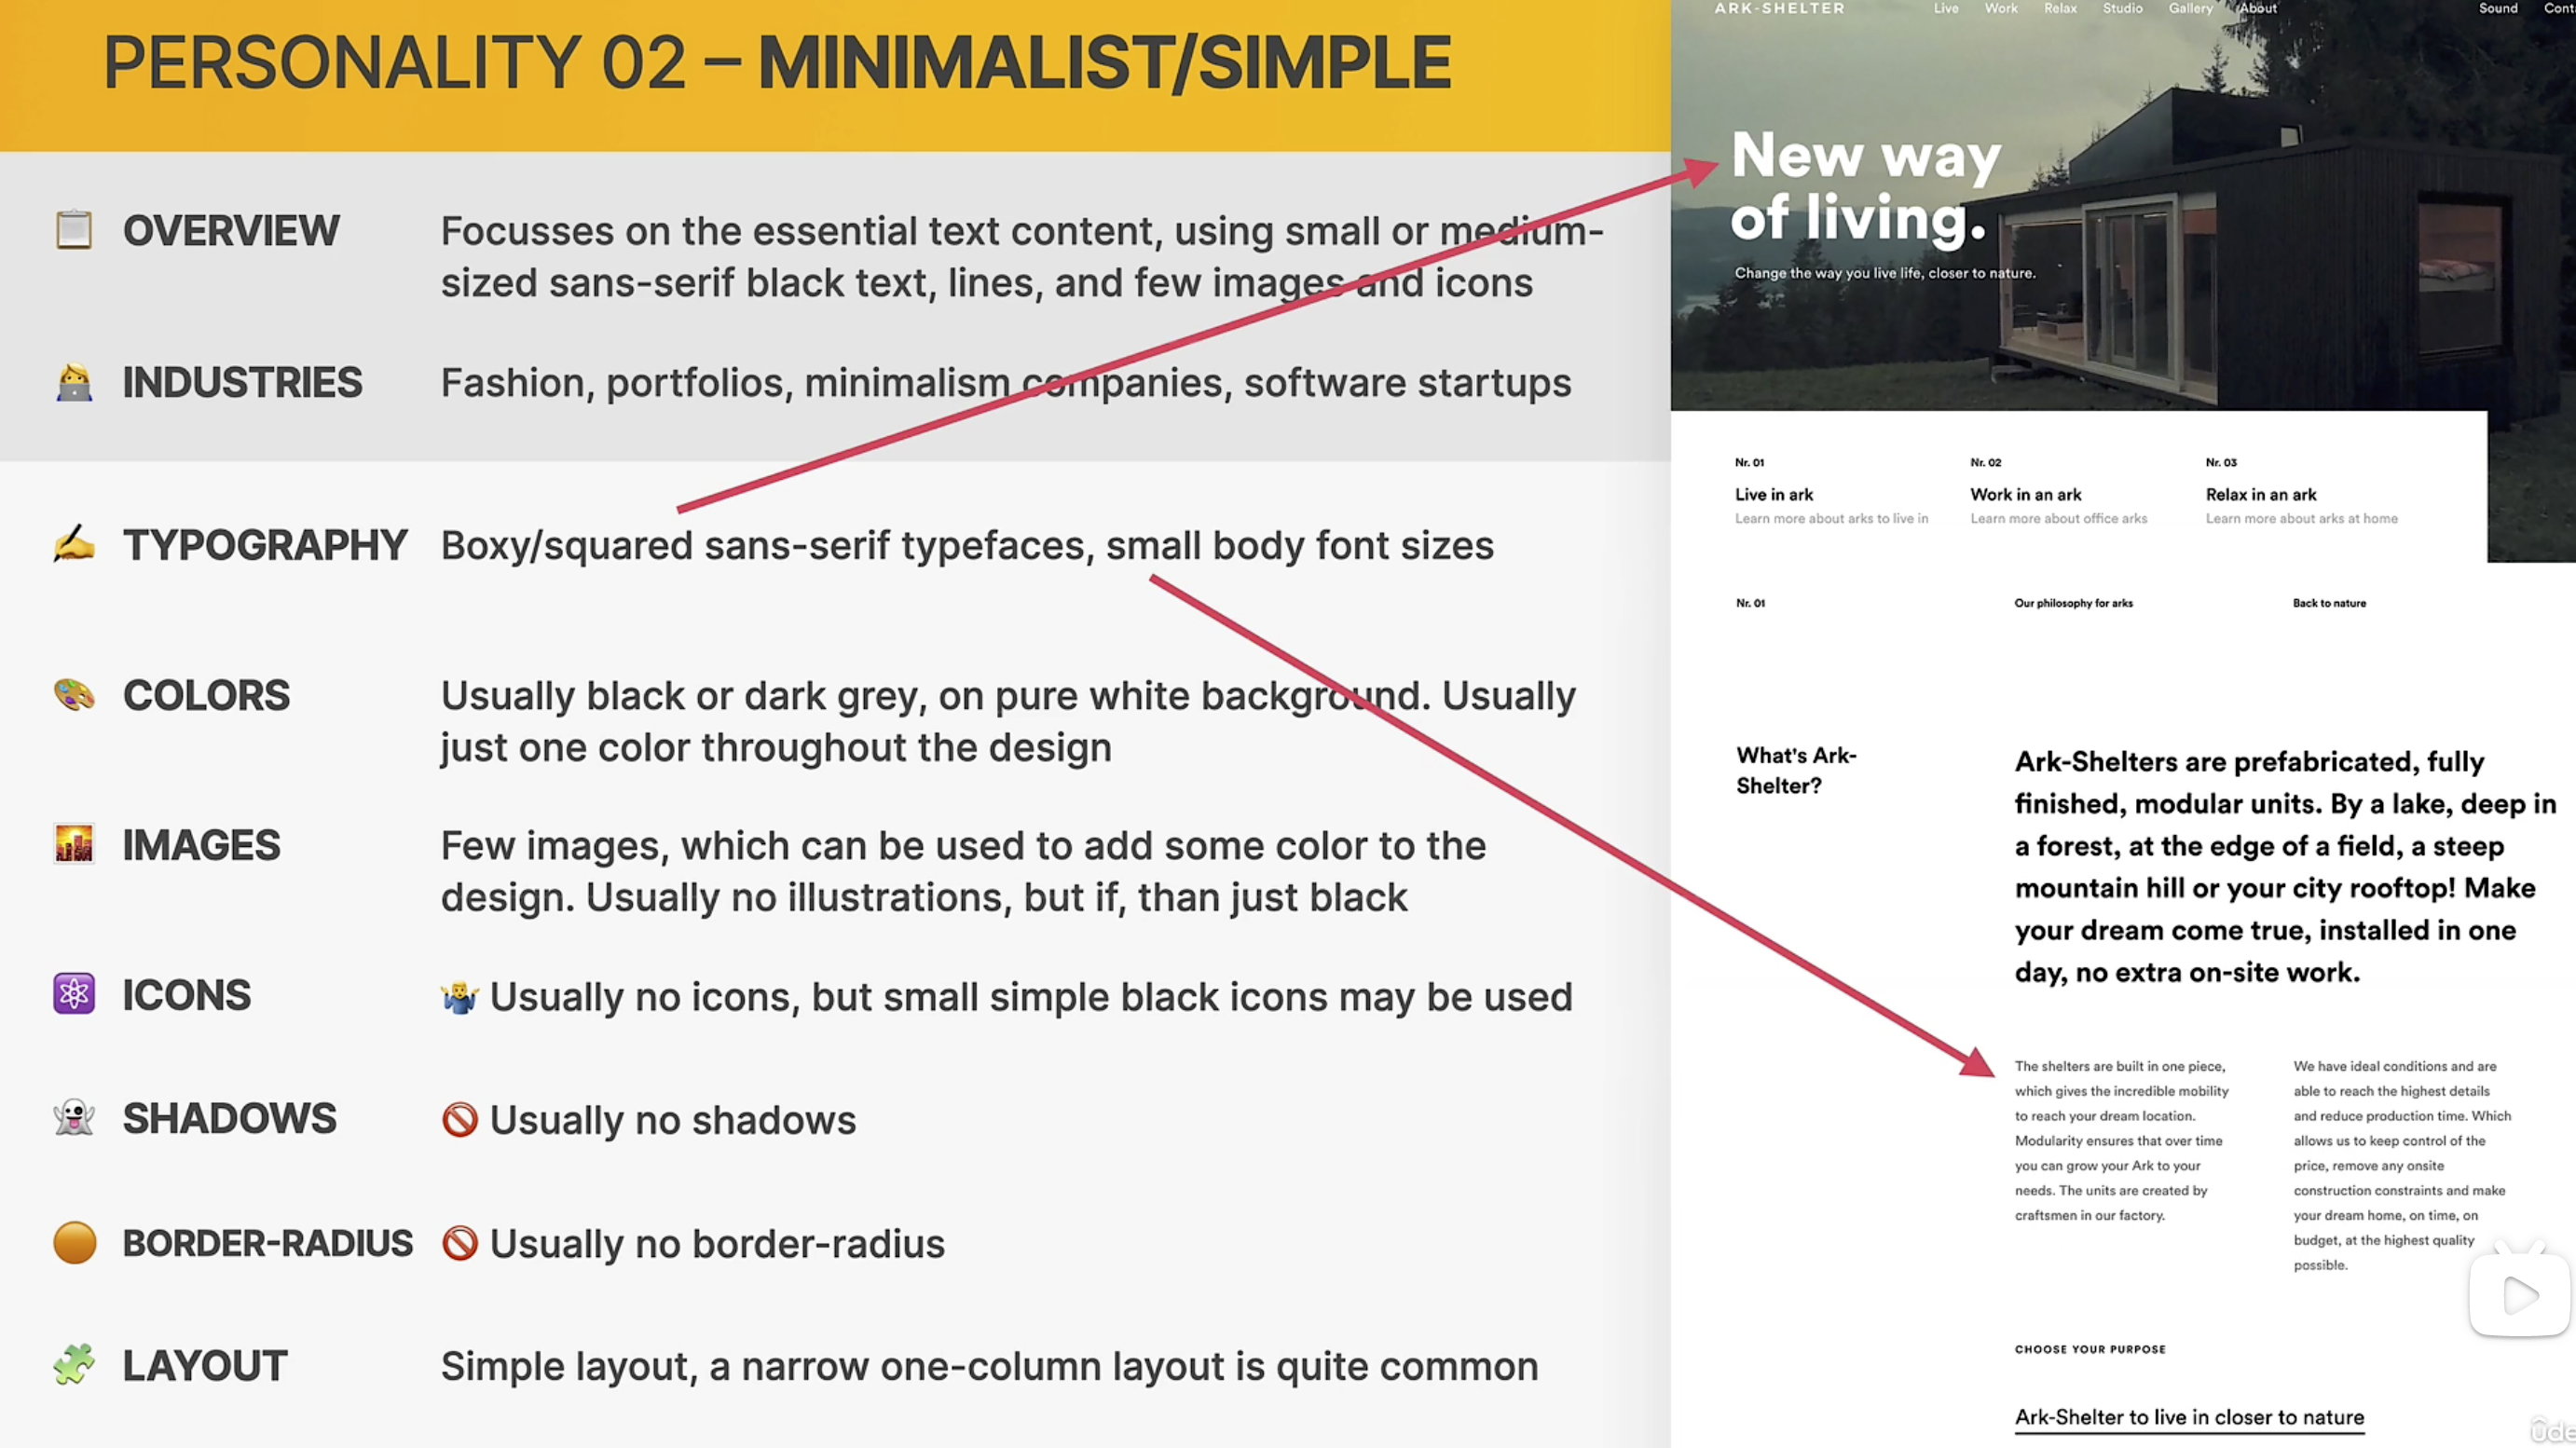 PERSONALITY 02 – MINIMALIST/SIMPLE
OVERVIEW
Focusses on the essential text content, using small or medium-
sized sans-serif black text, lines, and few images and icons
INDUSTRIES
Fashion, portfolios, minimalism companies, software startups
TYPOGRAPHY
Boxy/squared sans-serif typefaces, small body font sizes
COLORS
Usually black or dark grey, on pure white background. Usually
just one color throughout the design
IMAGES
Few images, which can be used to add some color to the
design. Usually no illustrations, but if, than just black
ICONS
Usually no icons, but small simple black icons may be used
SHADOWS
Usually no shadows
BORDER-RADIUS
Usually no border-radius
LAYOUT
Simple layout, a narrow one-column layout is quite common
ARK-SHELTER
Live Work Relax Studio Gallery About
Sound
New way
of living.
Change the way you live life, closer to nature.
Nr. 01
Live in ark
Learn more about arks to live in
Nr. 02
Work in an ark
Learn more about office arks
Nr. 03
Relax in an ark
Learn more about arks at home
Nr. 01
Our philosophy for arks
Back to nature
What's Ark-
Shelter?
Ark-Shelters are prefabricated, fully
finished, modular units. By a lake, deep in
a forest, at the edge of a field, a steep
mountain hill or your city rooftop! Make
your dream come true, installed in one
day, no extra on-site work.
The shelters are built in one piece,
which gives the incredible mobility
to reach your dream location.
Modularity ensures that over time
you can grow your Ark to your
needs. The units are created by
craftsmen in our factory.
We have ideal conditions and are
able to reach the highest details
and reduce production time. Which
allows us to keep control of the
price, remove any onsite
construction constraints and make
your dream home, on time, on
budget, at the highest quality
possible.
CHOOSE YOUR PURPOSE
Ark-Shelter to live in closer to nature